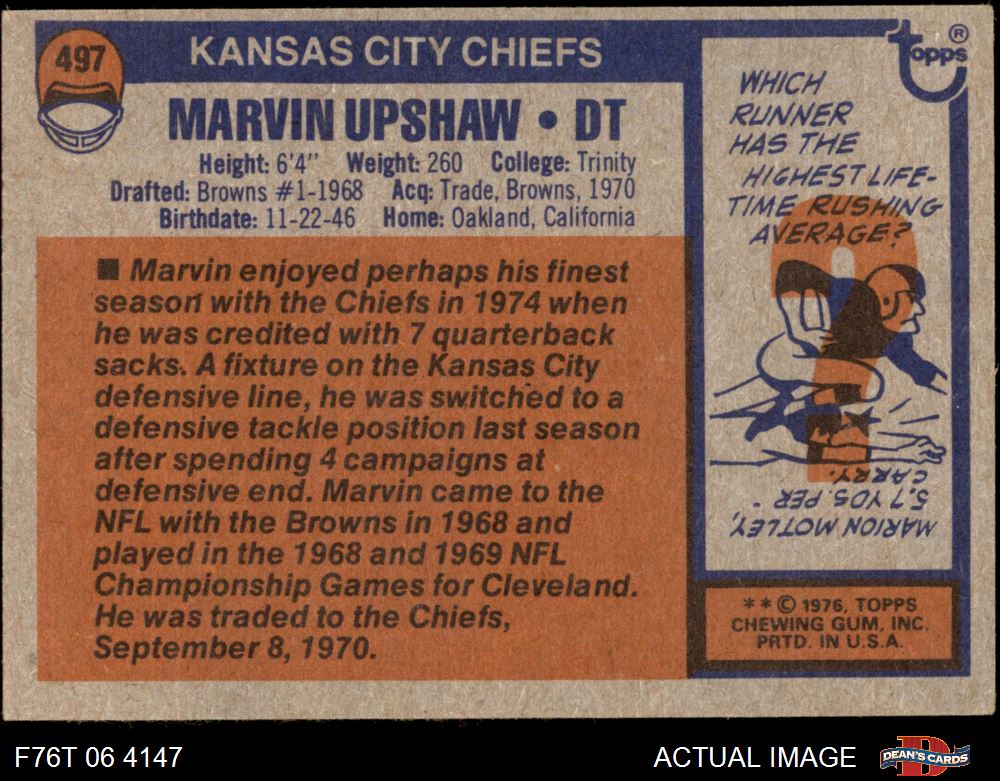 497
KANSAS CITY CHIEFS
MARVIN UPSHAW • DT
Height: 6'4" Weight: 260 College: Trinity
Drafted: Browns #1-1968 Acq: Trade, Browns, 1970
Birthdate: 11-22-46 Home: Oakland, California
■ Marvin enjoyed perhaps his finest
season with the Chiefs in 1974 when
he was credited with 7 quarterback
sacks. A fixture on the Kansas City
defensive line, he was switched to a
defensive tackle position last season
after spending 4 campaigns at
defensive end. Marvin came to the
NFL with the Browns in 1968 and
played in the 1968 and 1969 NFL
Championship Games for Cleveland.
He was traded to the Chiefs,
September 8, 1970.
topps®
WHICH
RUNNER
HAS THE
HIGHEST LIFE-
TIME RUSHING
AVERAGE?
?
MARION MOTLEY,
5.7 YDS. PER -
CARRY.
** © 1976, TOPPS
CHEWING GUM, INC.
PRTD. IN U.S.A.
F76T 06 4147
ACTUAL IMAGE
D
DEAN'S CARDS